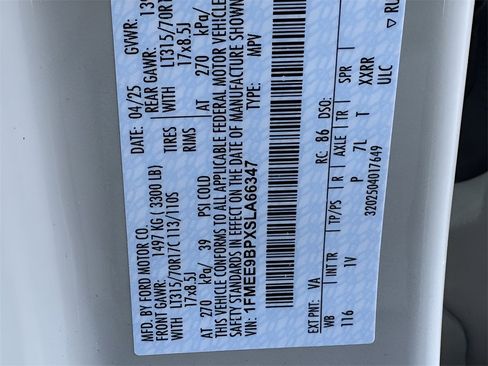 MFD. BY FORD MOTOR CO.
DATE: 04/25 GVWR:
FRONT GAWR: 1497 KG ( 3300 LB) REAR GAWR:
WITH LT315/70R17C 113/110S TIRES WITH LT315/70R17
17x8.5J RIMS 17x8.5J
AT 270 kPa/ 39 PSI COLD AT 270 kPa/
THIS VEHICLE CONFORMS TO ALL APPLICABLE FEDERAL MOTOR VEHICLE
SAFETY STANDARDS IN EFFECT ON THE DATE OF MANUFACTURE SHOWN
VIN: 1FMEE9BPXSLA66347 TYPE: MPV
EXT PNT: VA RC: 86 DSO:
WB INT TR TP/PS R AXLE TR SPR
116 1V P 7L T XXRR
3202504017649 ULC
▽ RU